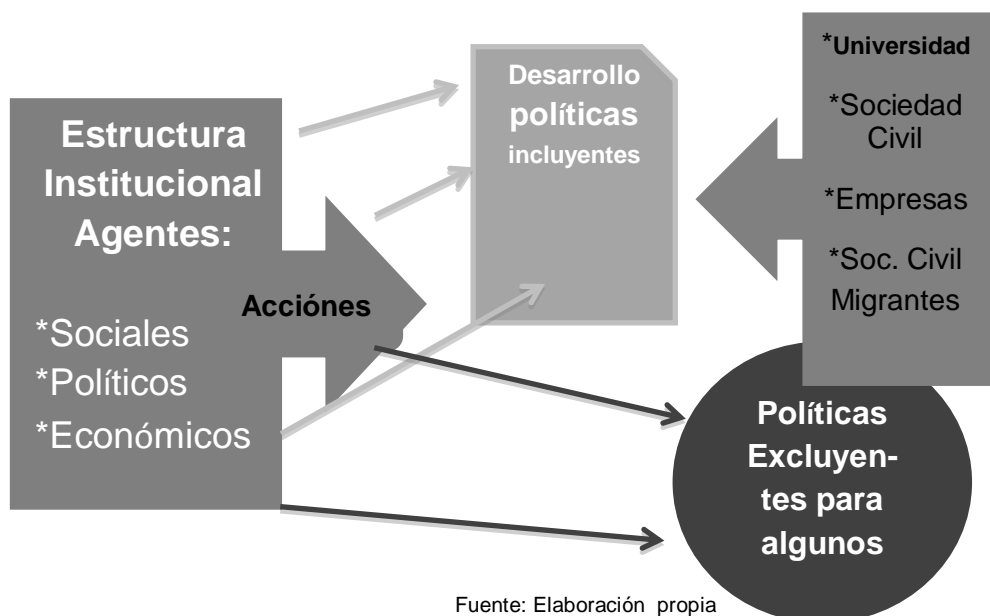 Estructura
Institucional
Agentes:
*Sociales
*Políticos
*Económicos
Acciónes
Desarrollo
políticas
incluyentes
*Universidad
*Sociedad
Civil
*Empresas
*Soc. Civil
Migrantes
Políticas
Excluyen-
tes para
algunos
Fuente: Elaboración propia